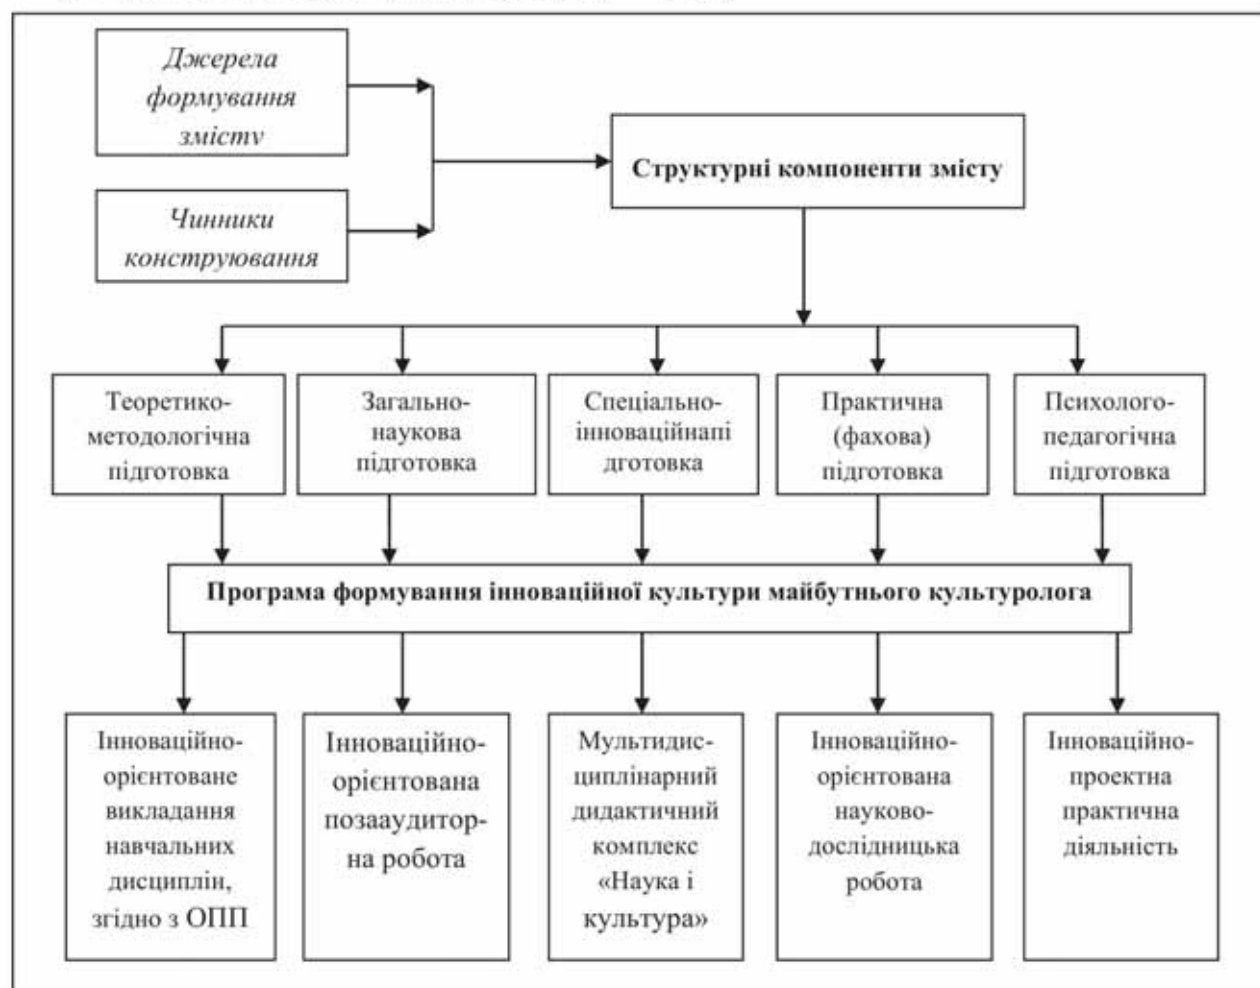 Джерела
формування
змісту
Структурні компоненти змісту
Чинники
конструювання
Теоретико-
методологічна
підготовка
Загально-
наукова
підготовка
Спеціально-
інноваційнапі
дготовка
Практична
(фахова)
підготовка
Психолого-
педагогічна
підготовка
Програма формування інноваційної культури майбутнього культуролога
Інноваційно-
орієнтоване
викладання
навчальних
дисциплін,
згідно з ОПП
Інноваційно-
орієнтована
позааудитор-
на робота
Мультидис-
циплінарний
дидактичний
комплекс
«Наука і
культура»
Інноваційно-
орієнтована
науково-
дослідницька
робота
Інноваційно-
проектна
практична
діяльність